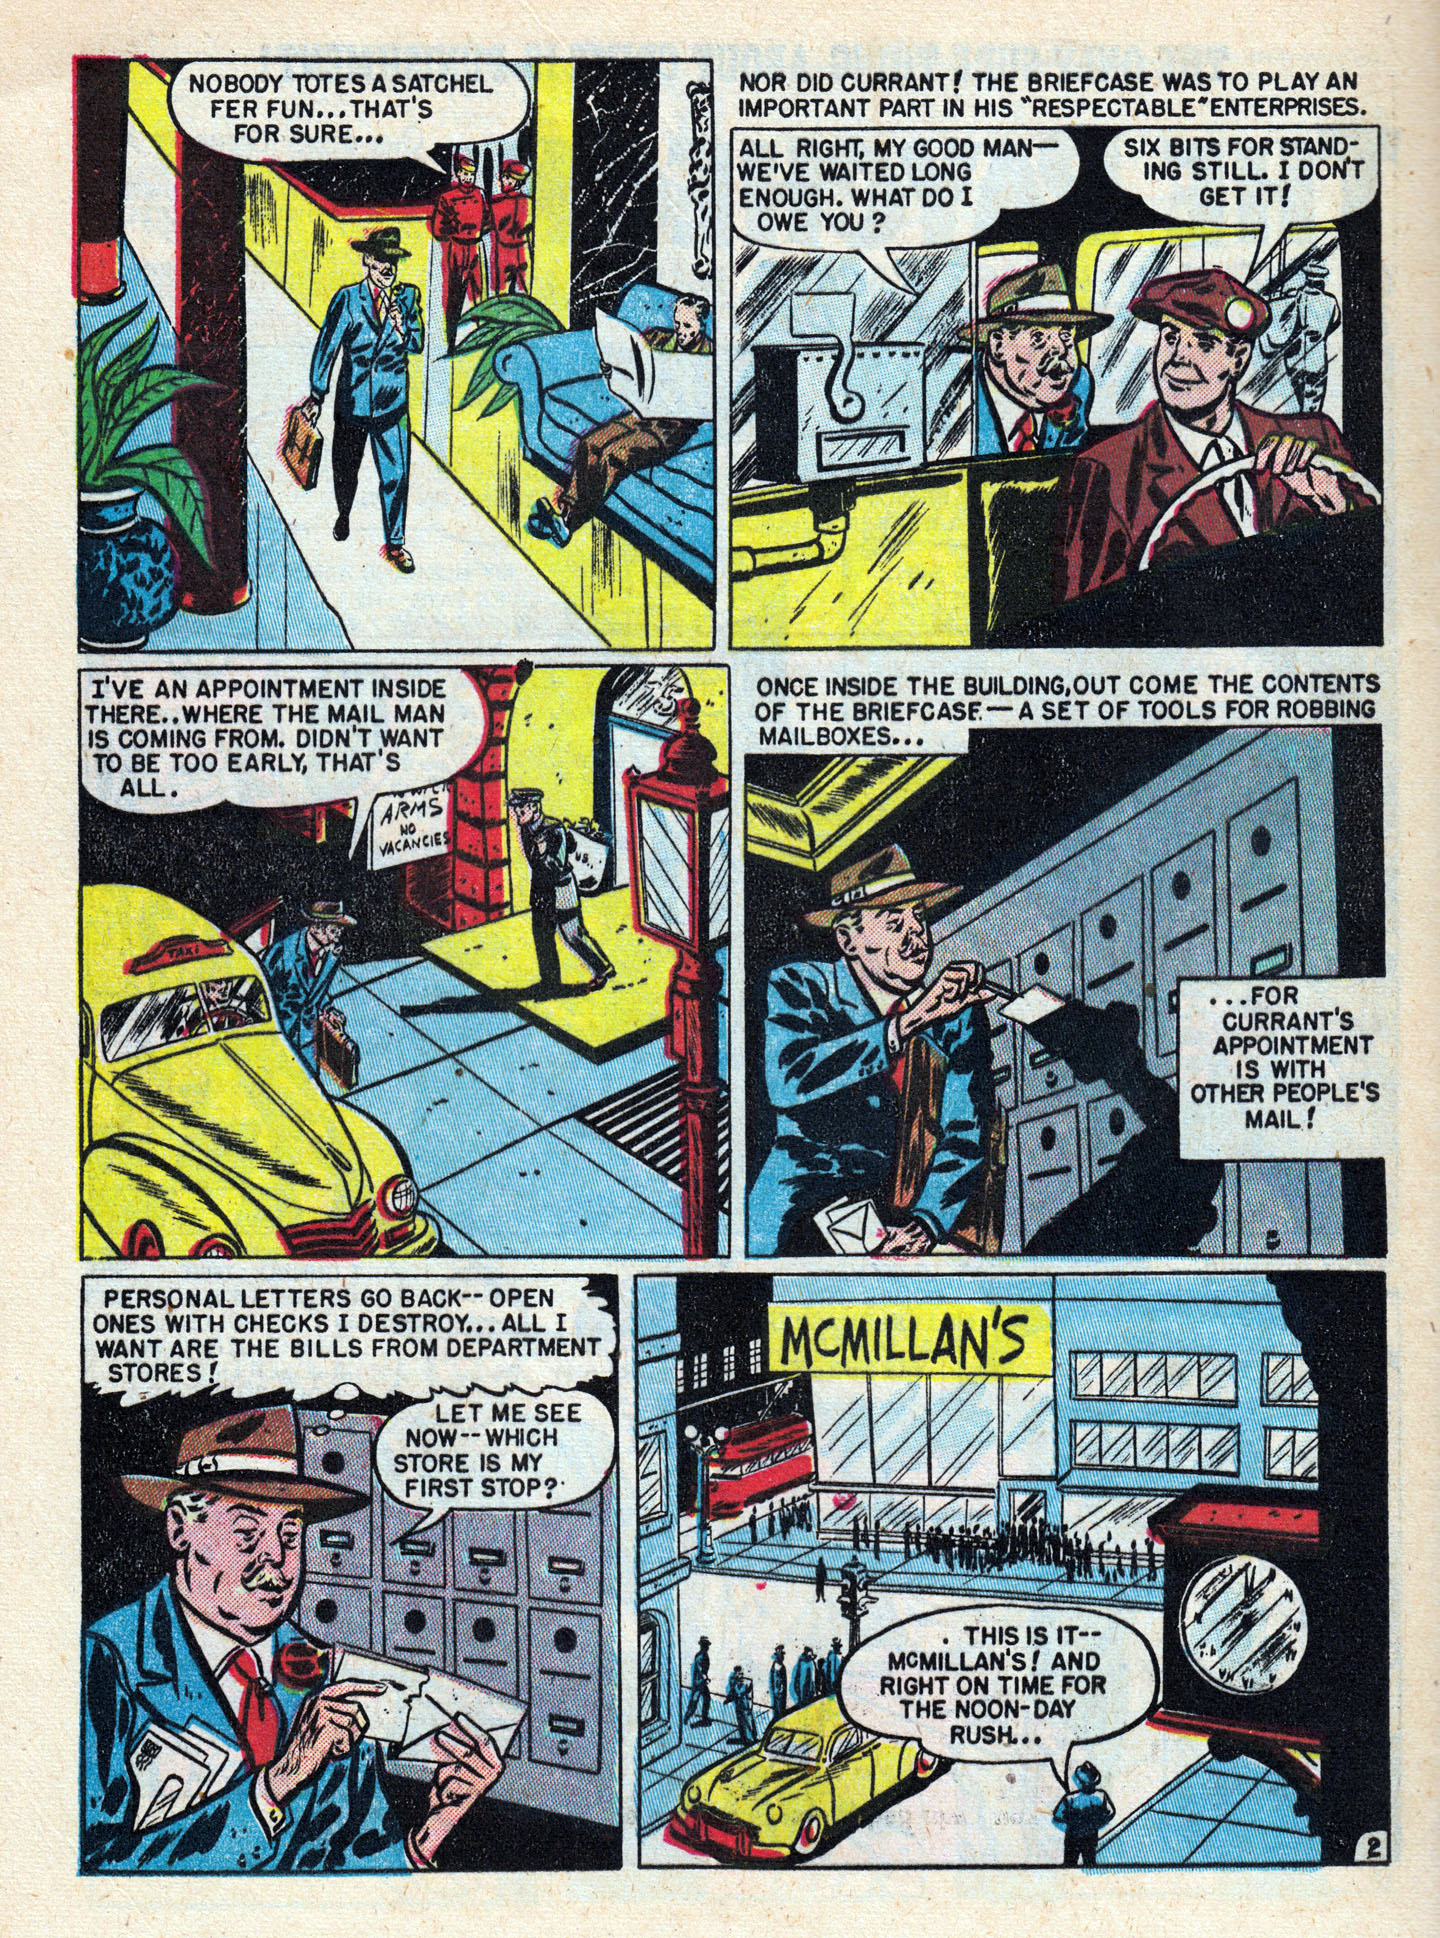 NOBODY TOTES A SATCHEL
FER FUN...THAT'S
FOR SURE...
NOR DID CURRANT! THE BRIEFCASE WAS TO PLAY AN
IMPORTANT PART IN HIS "RESPECTABLE" ENTERPRISES.
ALL RIGHT, MY GOOD MAN—
WE'VE WAITED LONG
ENOUGH. WHAT DO I
OWE YOU?
SIX BITS FOR STAND-
ING STILL. I DON'T
GET IT!
I'VE AN APPOINTMENT INSIDE
THERE..WHERE THE MAIL MAN
IS COMING FROM. DIDN'T WANT
TO BE TOO EARLY, THAT'S
ALL.
ARMS
NO
VACANCIES
U.S.
TAXI
ONCE INSIDE THE BUILDING, OUT COME THE CONTENTS
OF THE BRIEFCASE — A SET OF TOOLS FOR ROBBING
MAILBOXES...
...FOR
CURRANT'S
APPOINTMENT
IS WITH
OTHER PEOPLE'S
MAIL!
PERSONAL LETTERS GO BACK-- OPEN
ONES WITH CHECKS I DESTROY...ALL I
WANT ARE THE BILLS FROM DEPARTMENT
STORES!
LET ME SEE
NOW--WHICH
STORE IS MY
FIRST STOP?
MCMILLAN'S
THIS IS IT--
MCMILLAN'S! AND
RIGHT ON TIME FOR
THE NOON-DAY
RUSH...
2